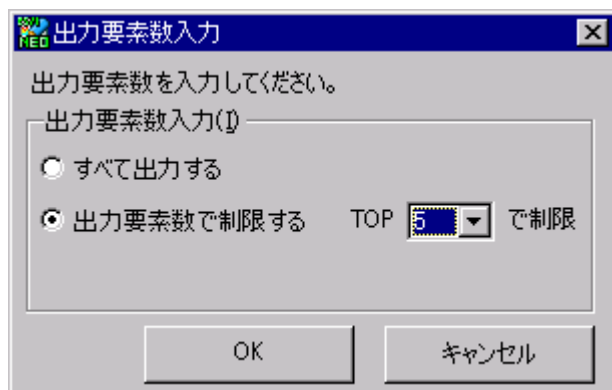 出力要素数入力
出力要素数を入力してください。
出力要素数入力(I)
すべて出力する
出力要素数で制限する TOP 5 で制限
OK キャンセル